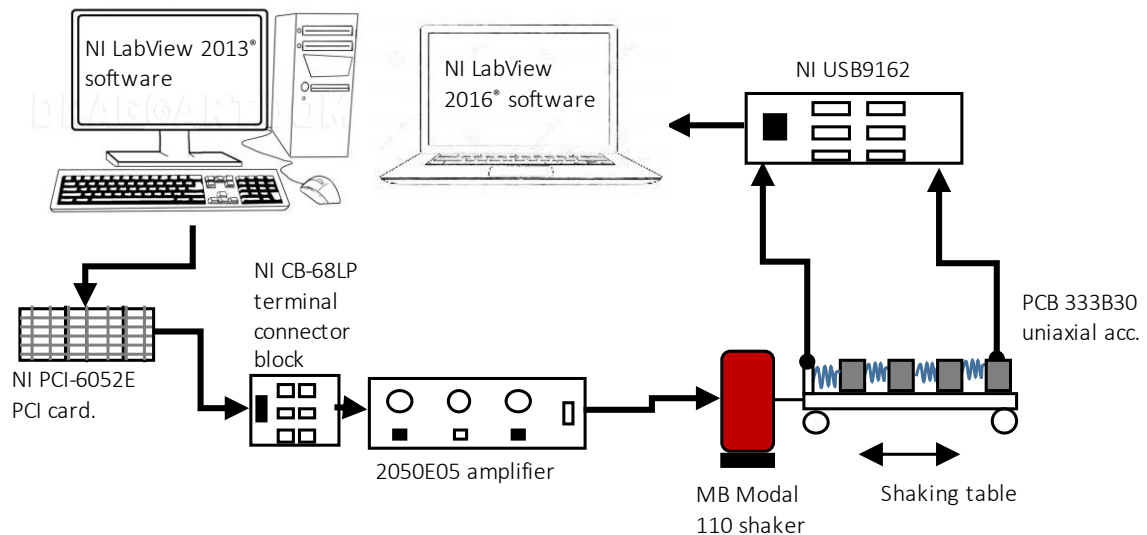 NI LabView 2013®
software
NI LabView
2016® software
NI USB9162
NI CB-68LP
terminal
connector
block
PCB 333B30
uniaxial acc.
NI PCI-6052E
PCI card.
2050E05 amplifier
MB Modal
110 shaker
Shaking table